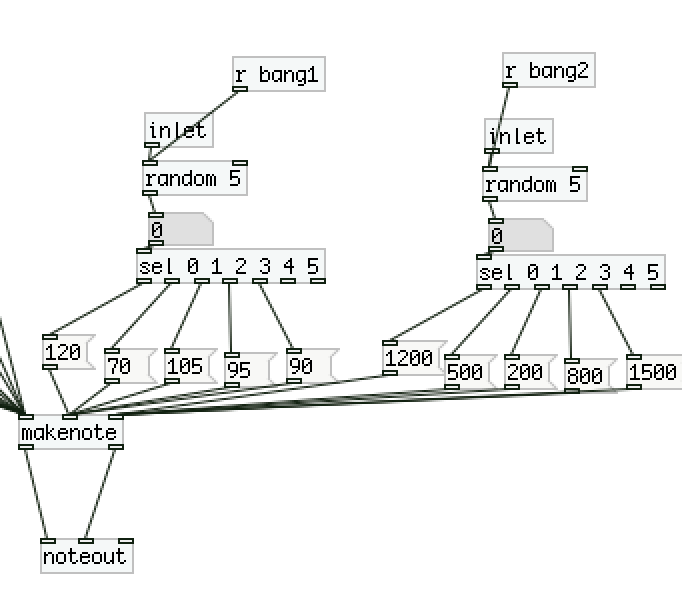 r bang1
r bang2
inlet
inlet
random 5
random 5
0
0
sel 0 1 2 3 4 5
sel 0 1 2 3 4 5
120
70
105
95
90
1200
500
200
800
1500
makenote
noteout